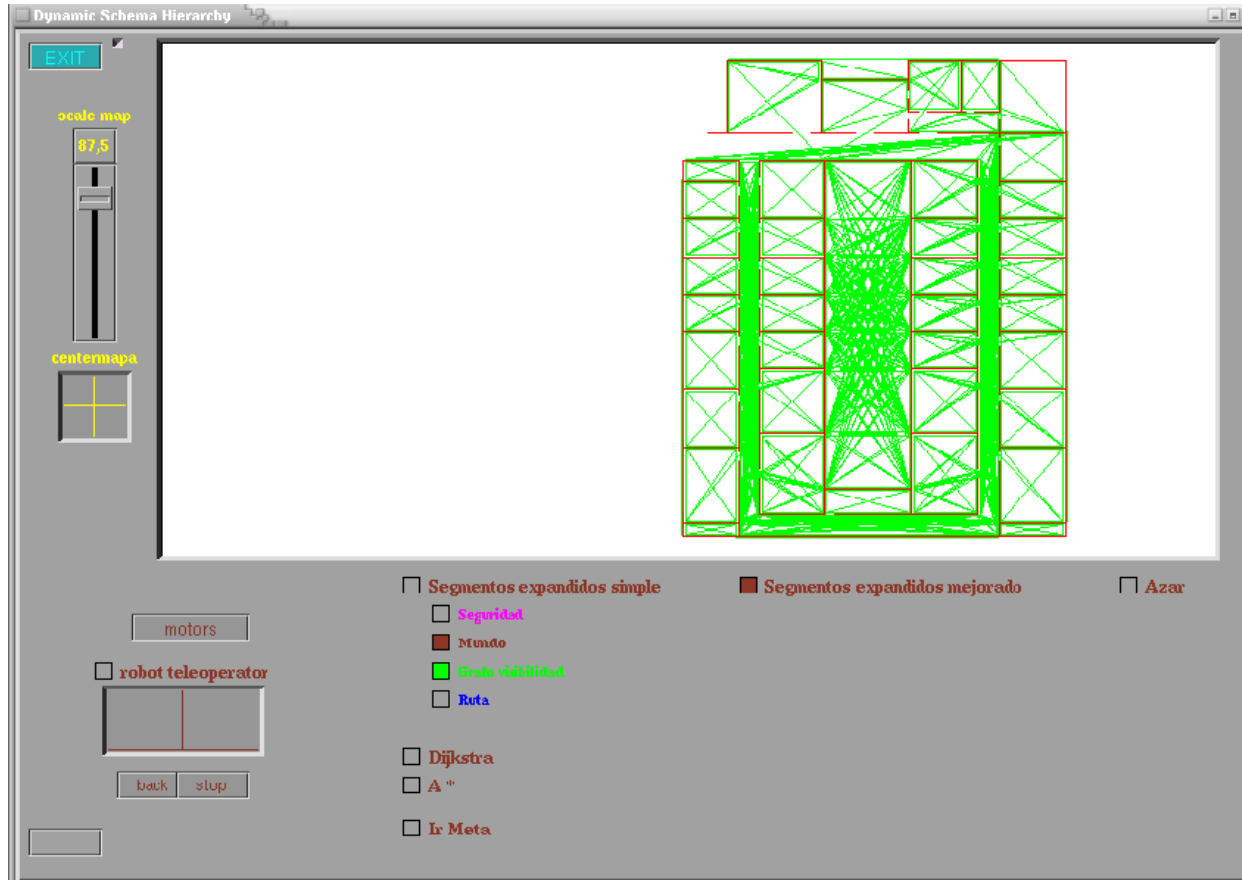 Dynamic Schema Hierarchy
EXIT
scale map
87,5
centermapa
Segmentos expandidos simple
Segmentos expandidos mejorado
Azar
Seguridad
Mundo
Grafo visibilidad
Ruta
motors
robot teleoperator
back
stop
Dijkstra
A *
Ir Meta